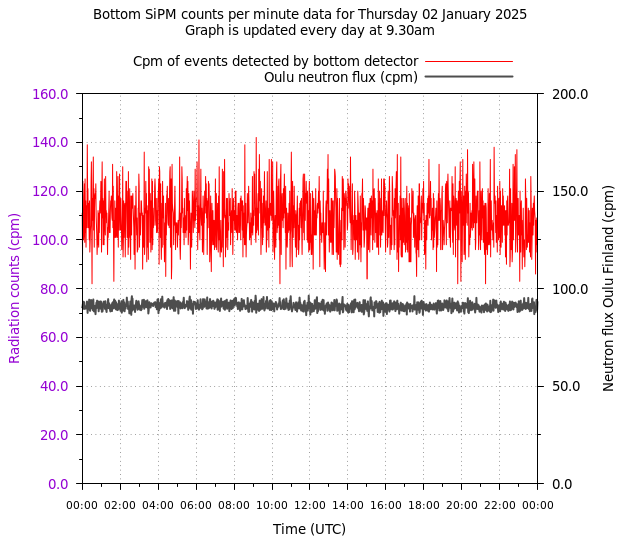 Bottom SiPM counts per minute data for Thursday 02 January 2025
Graph is updated every day at 9.30am
Cpm of events detected by bottom detector
Oulu neutron flux (cpm)
160.0
140.0
120.0
100.0
80.0
60.0
40.0
20.0
0.0
Radiation counts (cpm)
200.0
150.0
100.0
50.0
0.0
Neutron flux Oulu Finland (cpm)
00:00 02:00 04:00 06:00 08:00 10:00 12:00 14:00 16:00 18:00 20:00 22:00 00:00
Time (UTC)